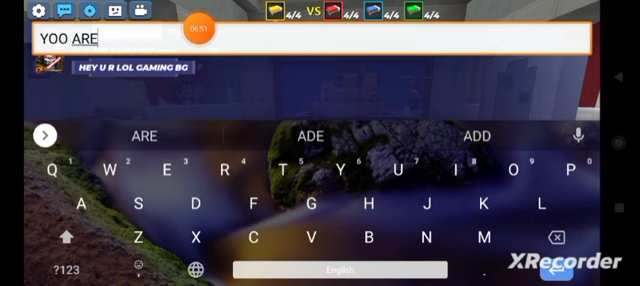 4/4 VS 4/4 4/4 4/4
06:51
YOO ARE
HEY U R LOL GAMING BG
ARE ADE ADD
Q 1 W 2 E 3 R 4 T 5 Y 6 U 7 I 8 O 9 P 0
A S D F G H J K L
Z X C V B N M
?123 , English .
XRecorder